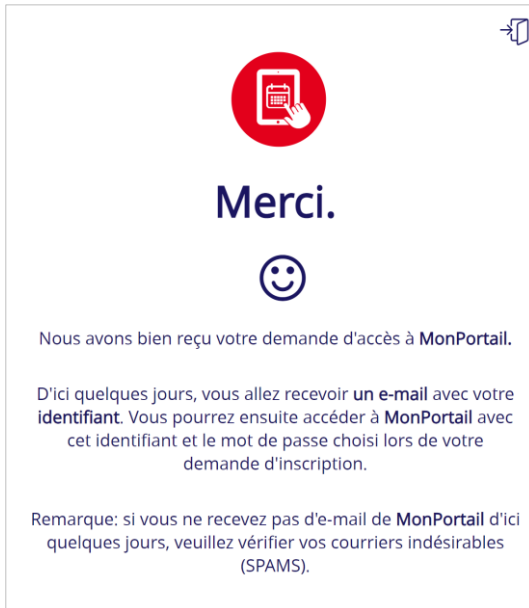 Merci.
Nous avons bien reçu votre demande d'accès à MonPortail.
D'ici quelques jours, vous allez recevoir un e-mail avec votre
identifiant. Vous pourrez ensuite accéder à MonPortail avec
cet identifiant et le mot de passe choisi lors de votre
demande d'inscription.
Remarque: si vous ne recevez pas d'e-mail de MonPortail d'ici
quelques jours, veuillez vérifier vos courriers indésirables
(SPAMS).